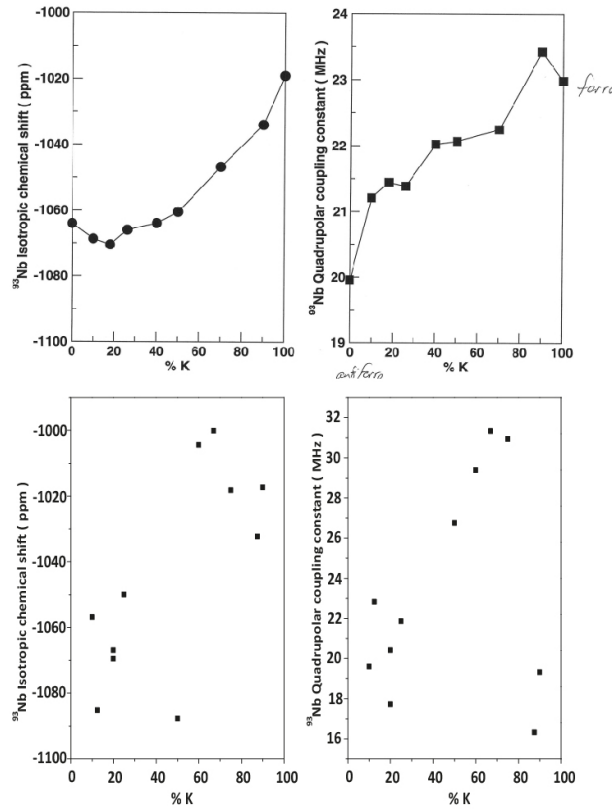 -1000
-1020
-1040
-1060
-1080
-1100
⁹³Nb Isotropic chemical shift ( ppm )
0 20 40 60 80 100
% K
24
23
22
21
20
19
⁹³Nb Quadrupolar coupling constant ( MHz )
0 20 40 60 80 100
% K
ferro
antiferro
-1000
-1020
-1040
-1060
-1080
-1100
⁹³Nb Isotropic chemical shift ( ppm )
0 20 40 60 80 100
% K
32
30
28
26
24
22
20
18
16
⁹³Nb Quadrupolar coupling constant ( MHz )
0 20 40 60 80 100
% K